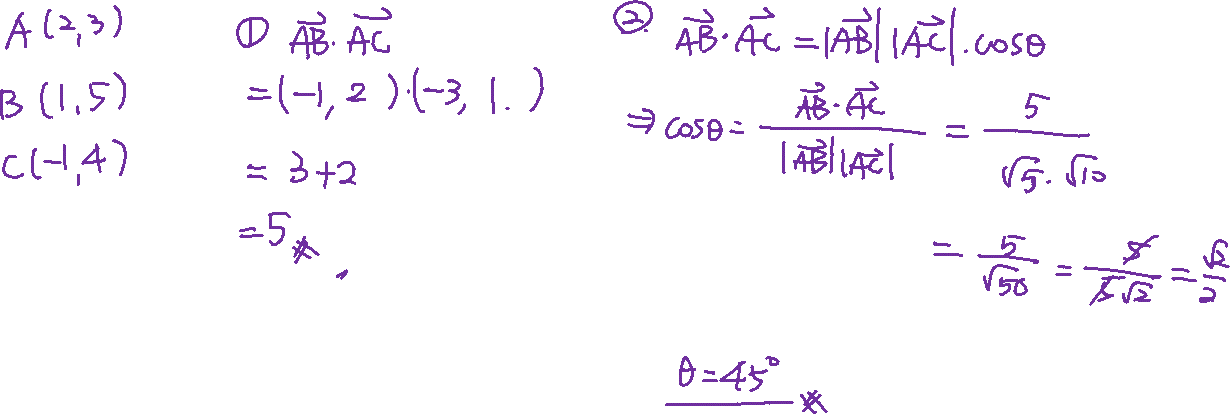 A(2,3)
B(1,5)
C(-1,4)
① AB⃗·AC⃗
=(-1, 2)·(-3, 1.)
= 3+2
=5※
② AB⃗·AC⃗=|AB⃗||AC⃗|·cosθ
⇒cosθ= AB⃗·AC⃗ / |AB⃗||AC⃗| = 5 / √5·√10
= 5/√50 = 5/5√2 = √2/2
θ=45°※